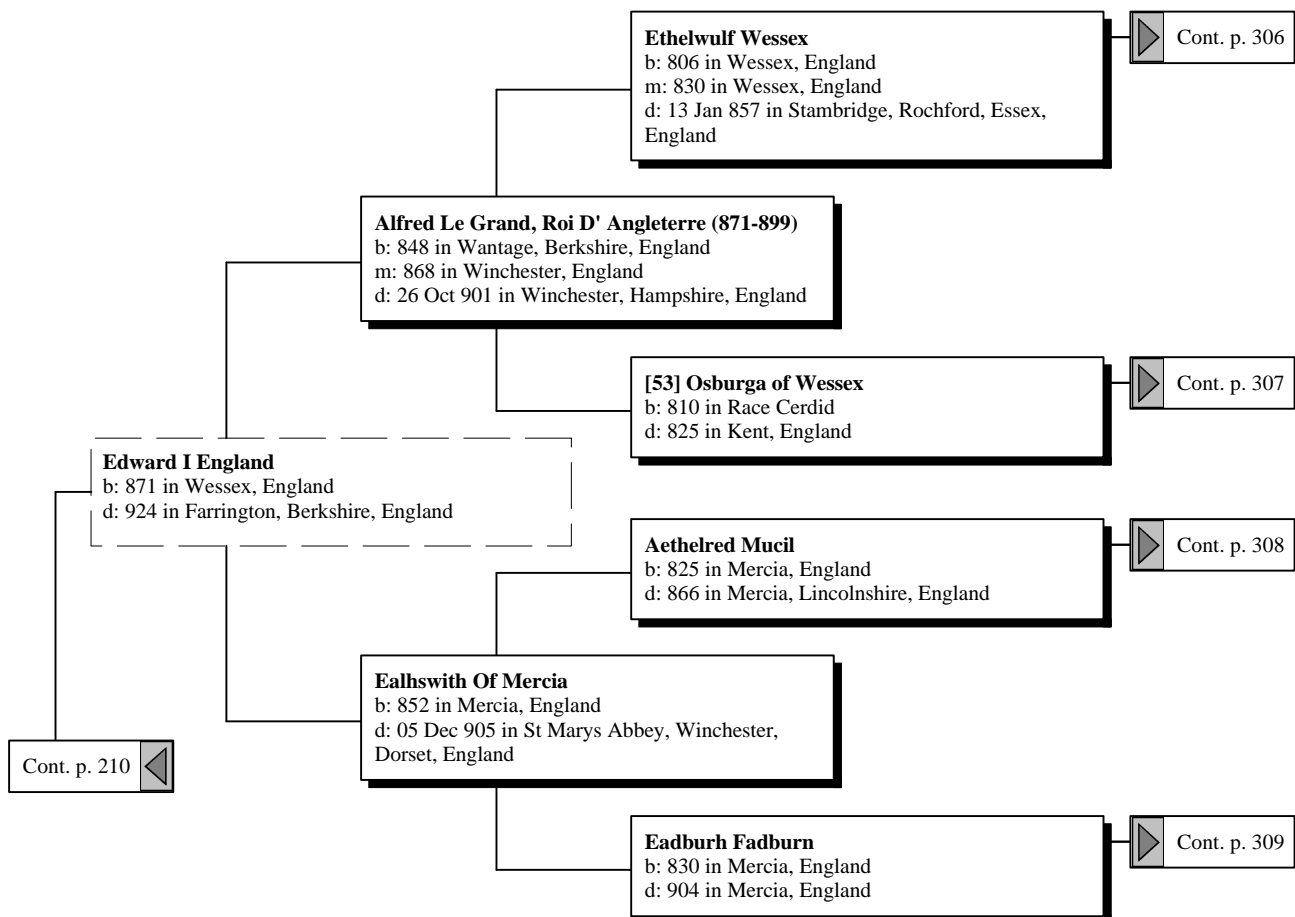 Ethelwulf Wessex
b: 806 in Wessex, England
m: 830 in Wessex, England
d: 13 Jan 857 in Stambridge, Rochford, Essex,
England
Cont. p. 306
Alfred Le Grand, Roi D' Angleterre (871-899)
b: 848 in Wantage, Berkshire, England
m: 868 in Winchester, England
d: 26 Oct 901 in Winchester, Hampshire, England
[53] Osburga of Wessex
b: 810 in Race Cerdid
d: 825 in Kent, England
Cont. p. 307
Edward I England
b: 871 in Wessex, England
d: 924 in Farrington, Berkshire, England
Aethelred Mucil
b: 825 in Mercia, England
d: 866 in Mercia, Lincolnshire, England
Cont. p. 308
Ealhswith Of Mercia
b: 852 in Mercia, England
d: 05 Dec 905 in St Marys Abbey, Winchester,
Dorset, England
Cont. p. 210
Eadburh Fadburn
b: 830 in Mercia, England
d: 904 in Mercia, England
Cont. p. 309